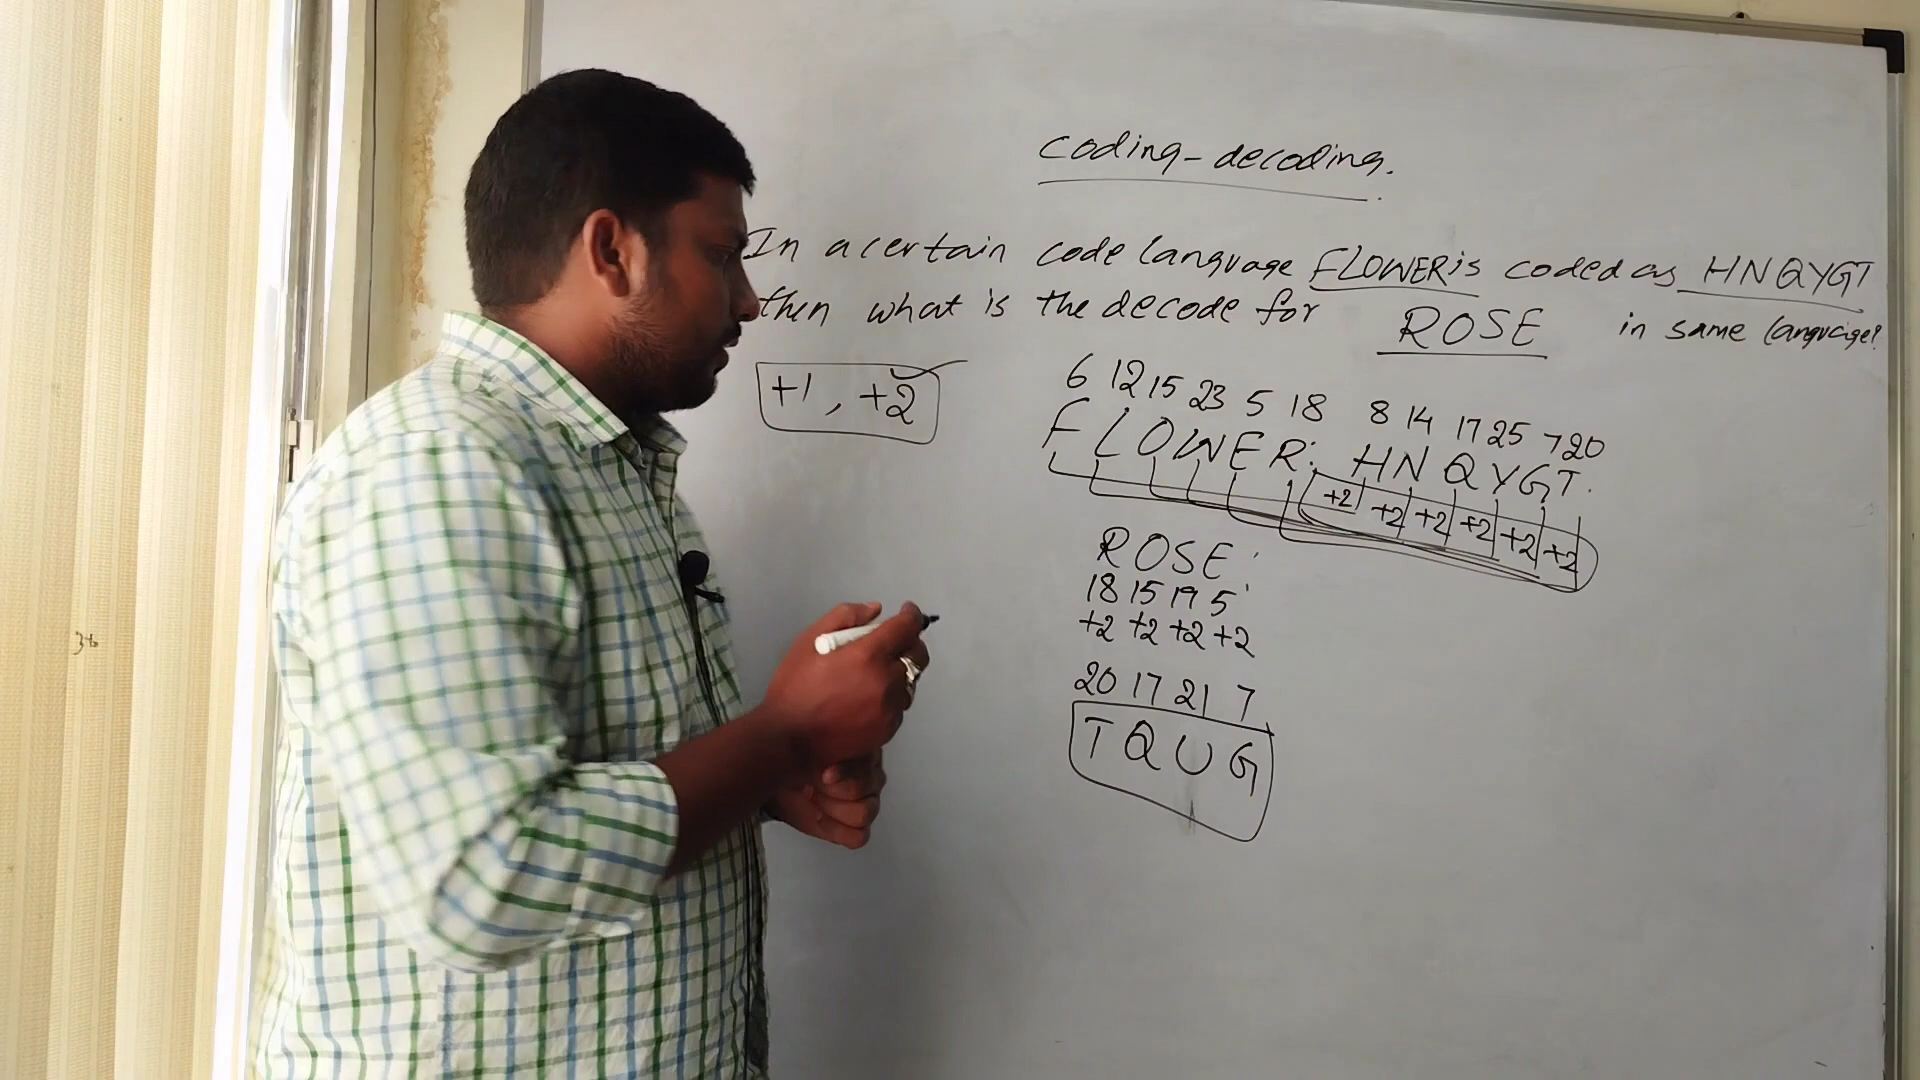 coding-decoding.
In a certain code language FLOWER is coded as HNQYGT
then what is the decode for ROSE in same language?
+1, +2
6 12 15 23 5 18 8 14 17 25 7 20
FLOWER: HNQYGT.
+2 +2 +2 +2 +2 +2
ROSE:
18 15 19 5
+2 +2 +2 +2
20 17 21 7
TQUG
36